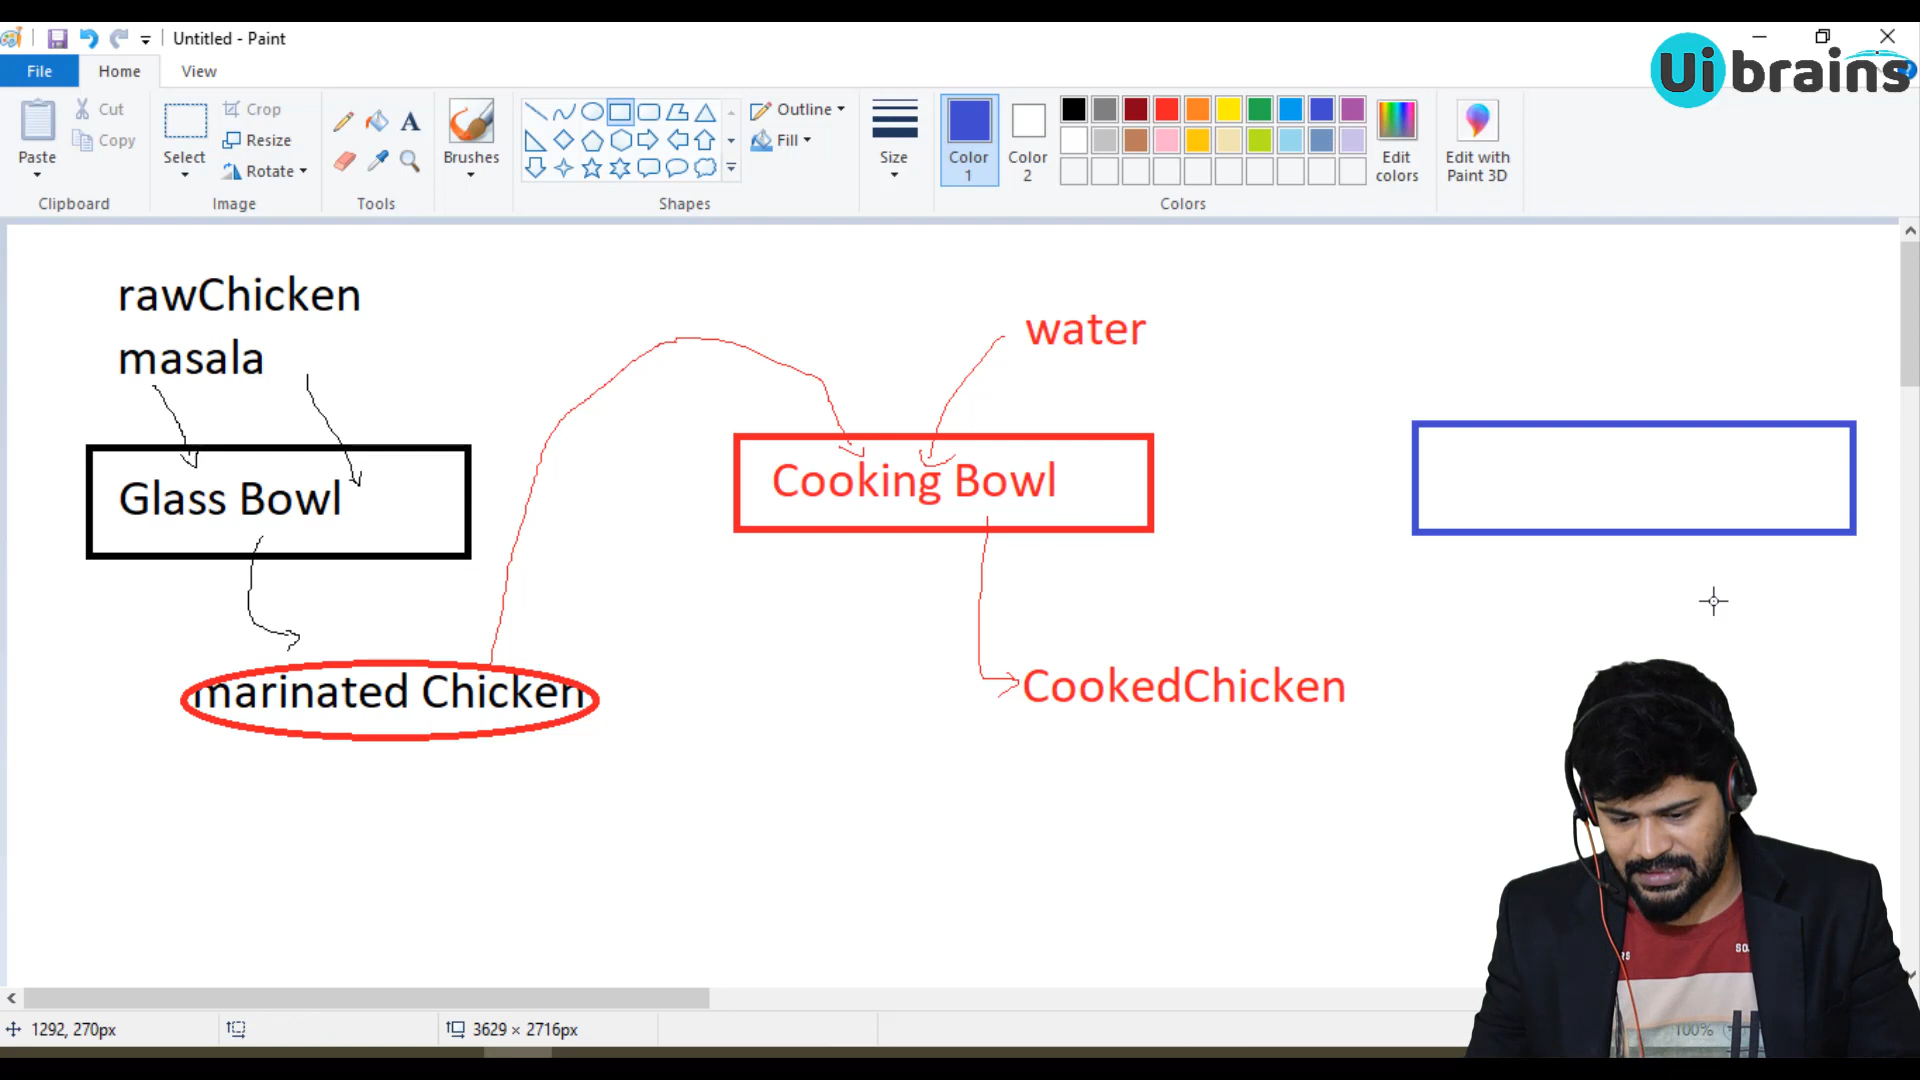 Untitled - Paint
Uibrains
File
Home
View
Paste
Cut
Copy
Clipboard
Select
Crop
Resize
Rotate
Image
Tools
Brushes
Shapes
Outline
Fill
Size
Color
1
Color
2
Colors
Edit
colors
Edit with
Paint 3D
rawChicken
masala
water
Glass Bowl
Cooking Bowl
marinated Chicken
CookedChicken
1292, 270px
3629 × 2716px
100%